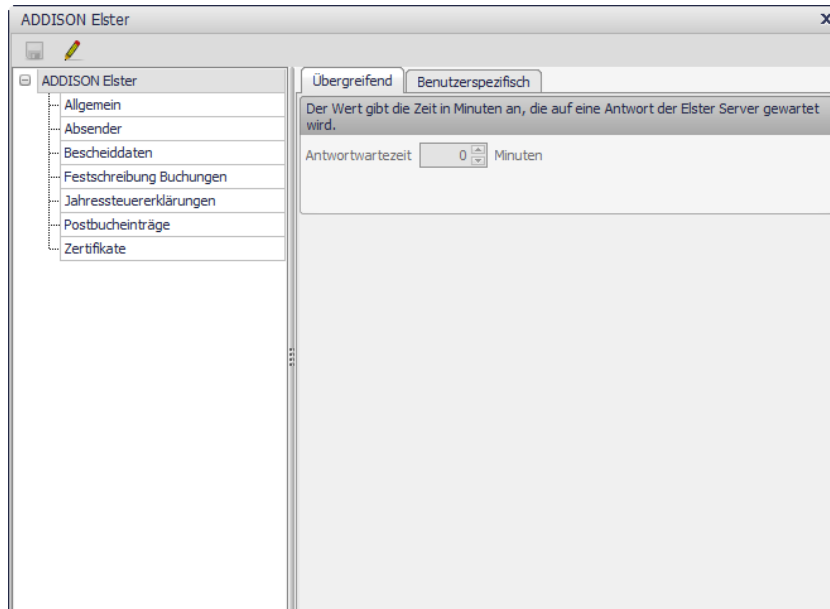 ADDISON Elster
ADDISON Elster
Allgemein
Absender
Bescheiddaten
Festschreibung Buchungen
Jahressteuererklärungen
Postbucheinträge
Zertifikate
Übergreifend
Benutzerspezifisch
Der Wert gibt die Zeit in Minuten an, die auf eine Antwort der Elster Server gewartet
wird.
Antwortwartezeit 0 Minuten